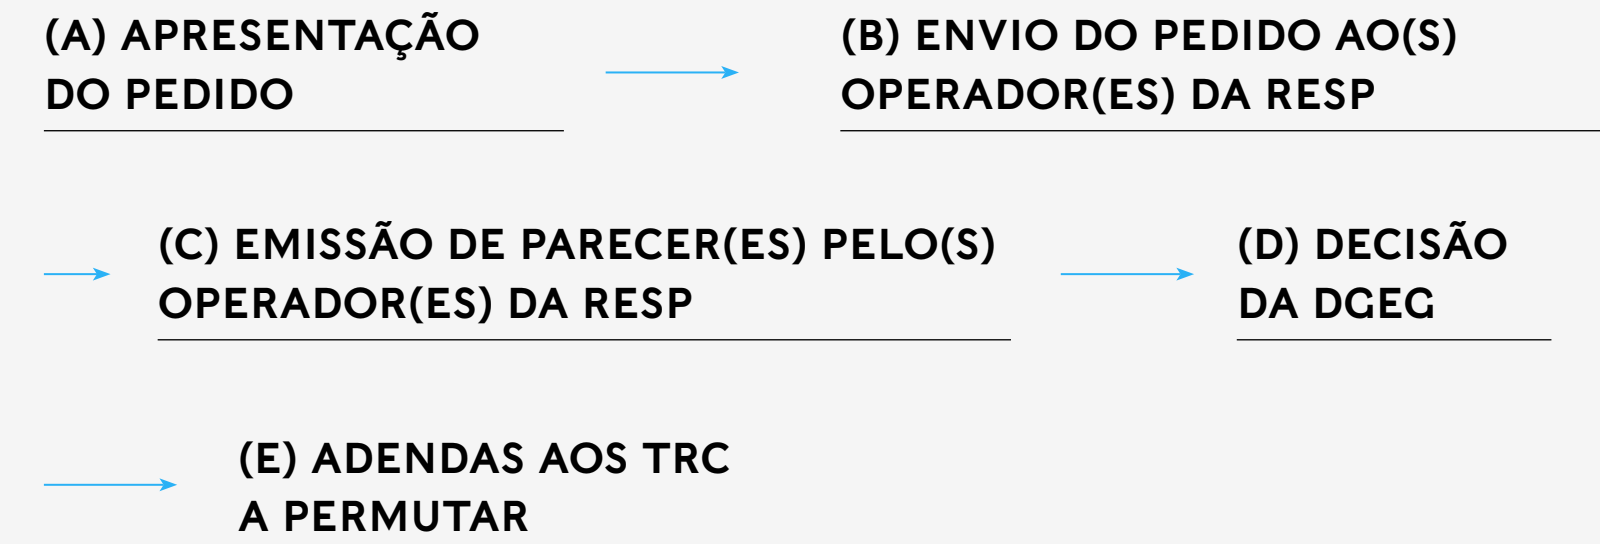 (A) APRESENTAÇÃO
DO PEDIDO
(B) ENVIO DO PEDIDO AO(S)
OPERADOR(ES) DA RESP
(C) EMISSÃO DE PARECER(ES) PELO(S)
OPERADOR(ES) DA RESP
(D) DECISÃO
DA DGEG
(E) ADENDAS AOS TRC
A PERMUTAR